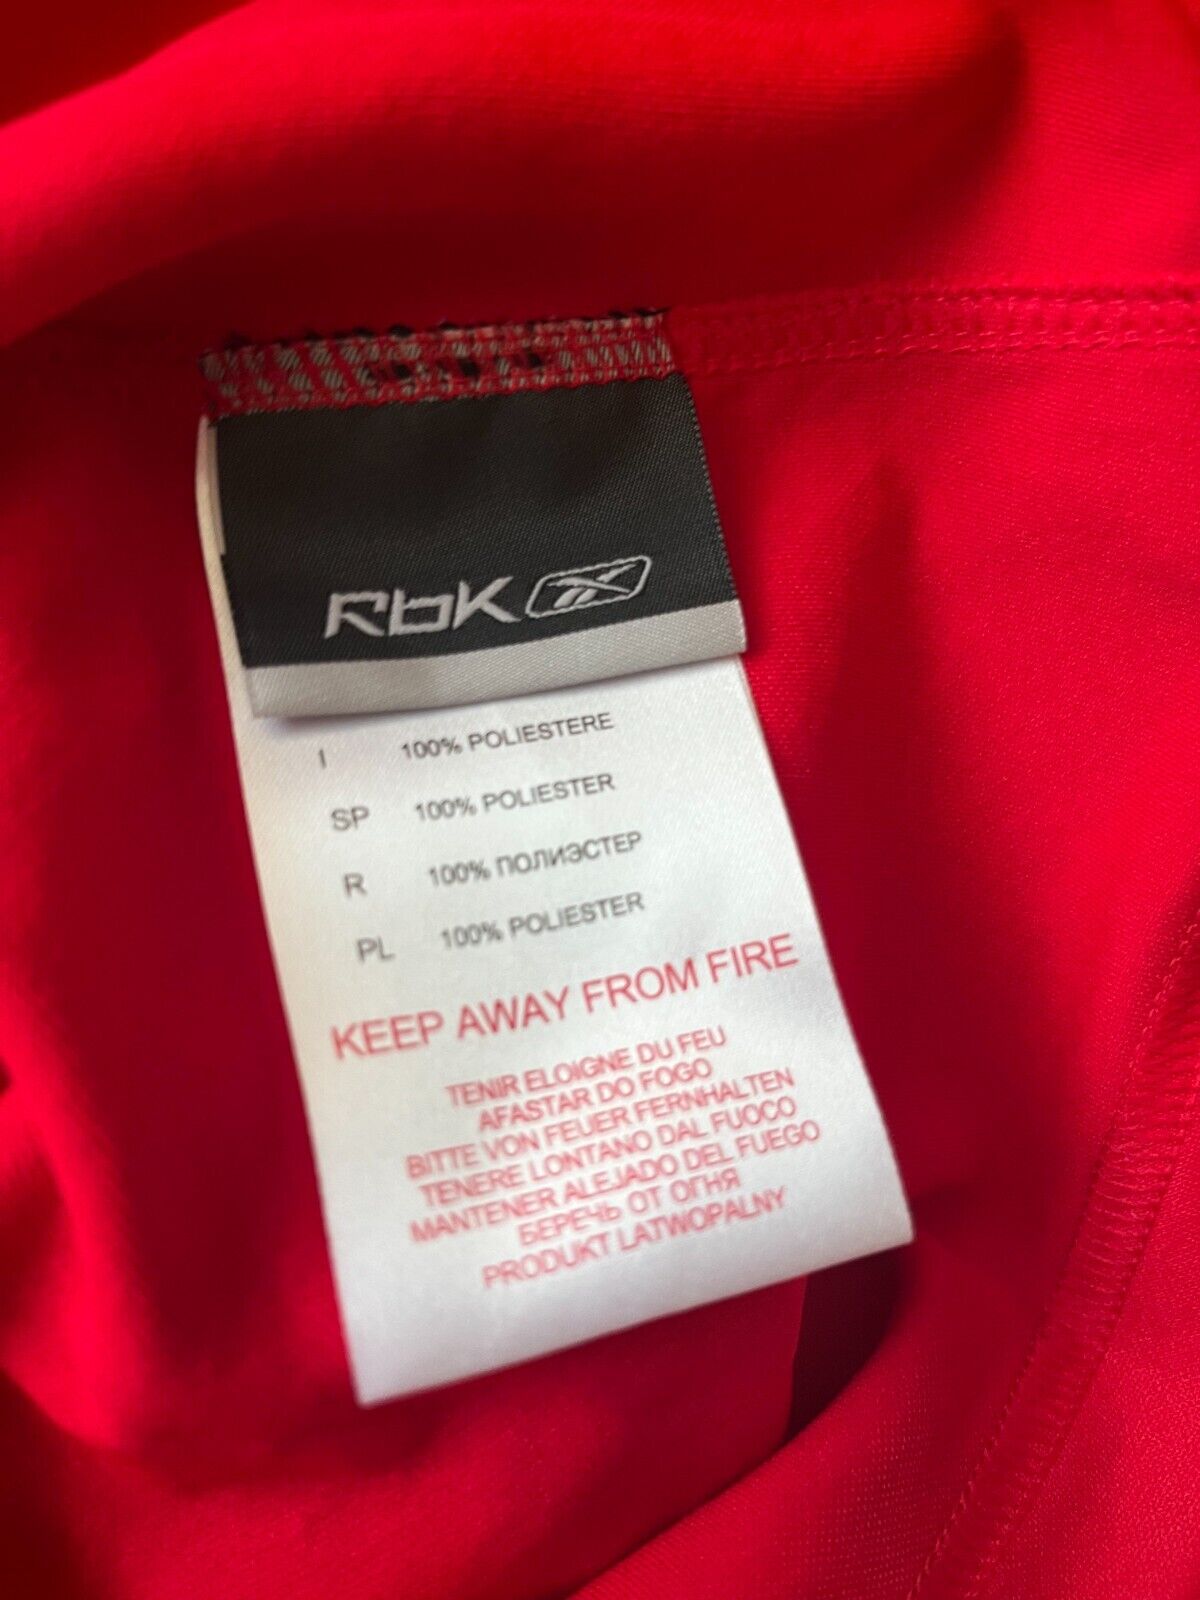 RbK
I 100% POLIESTERE
SP 100% POLIESTER
R 100% ПОЛИЭСТЕР
PL 100% POLIESTER
KEEP AWAY FROM FIRE
TENIR ELOIGNE DU FEU
AFASTAR DO FOGO
BITTE VON FEUER FERNHALTEN
TENERE LONTANO DAL FUOCO
MANTENER ALEJADO DEL FUEGO
БЕРЕЧЬ ОТ ОГНЯ
PRODUKT LATWOPALNY